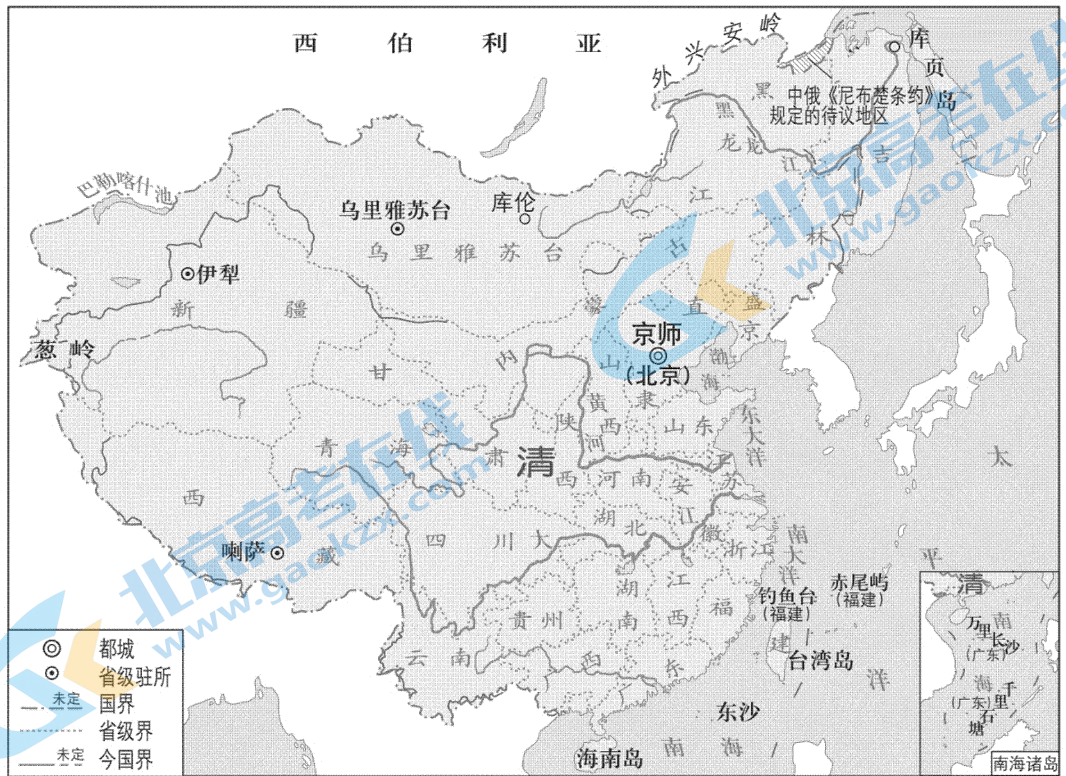 西伯利亚
外兴安岭
库页岛
中俄《尼布楚条约》
规定的待议地区
黑龙江
黑龙江
吉林
巴勒喀什池
乌里雅苏台
库伦
乌里雅苏台
伊犁
新疆
内蒙古
直隶
盛京
葱岭
京师
(北京)
渤海
甘肃
山西
黄河
陕西
山东
东大洋
青海
清
河南
江苏
安徽
太平洋
西藏
喇萨
四川
大江
湖北
浙江
南大洋
湖南
江西
福建
钓鱼台
(福建)
赤尾屿
(福建)
台湾岛
贵州
云南
广西
广东
东沙
海南岛
南海
都城
省级驻所
未定
国界
省级界
未定
今国界
清
南海
万里长沙
(广东)
(广东)
千里石塘
南海诸岛
北京高考在线
www.gaokzx.com
北京高考在线
www.gaokzx.com